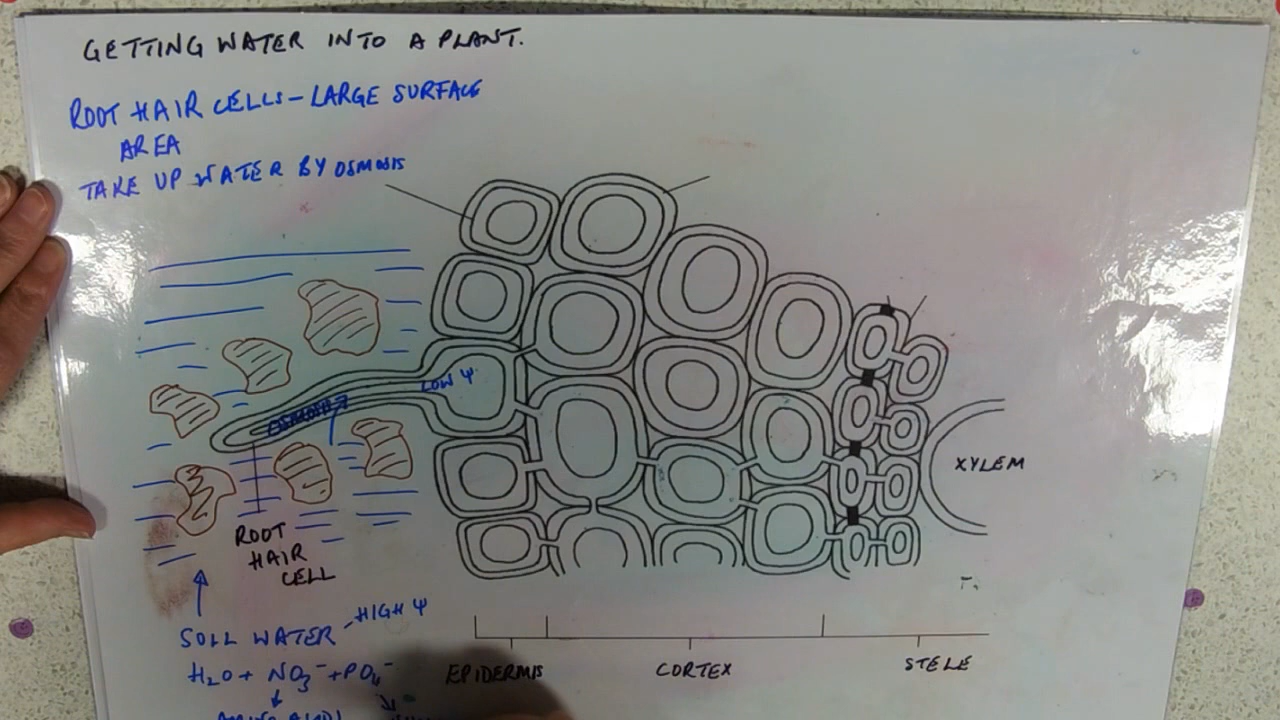 GETTING WATER INTO A PLANT.
ROOT HAIR CELLS - LARGE SURFACE
AREA
TAKE UP WATER BY OSMOSIS
LOW Ψ
XYLEM
ROOT
HAIR
CELL
SOIL WATER - HIGH Ψ
H₂O + NO₃⁻ + PO₄⁻
EPIDERMIS CORTEX STELE